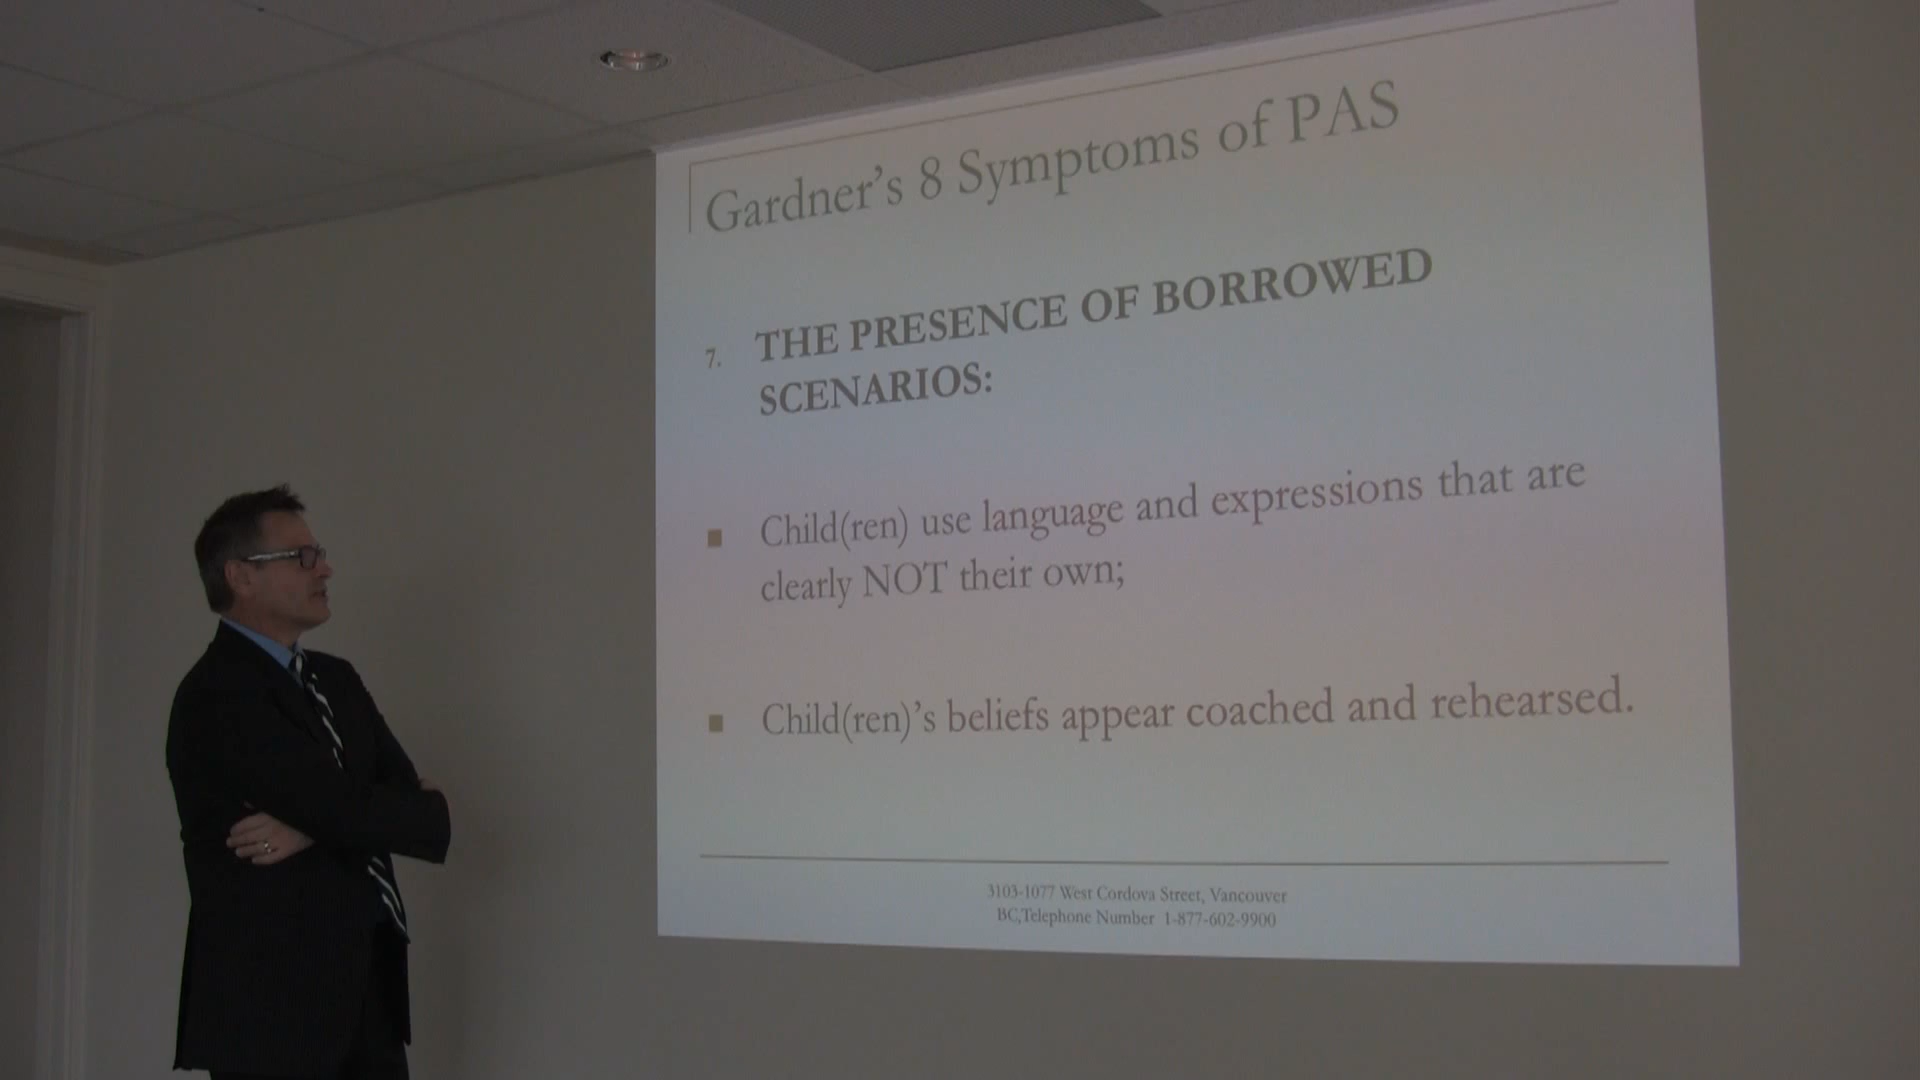 Gardner's 8 Symptoms of PAS
7. THE PRESENCE OF BORROWED
SCENARIOS:
Child(ren) use language and expressions that are
clearly NOT their own;
Child(ren)'s beliefs appear coached and rehearsed.
3103-1077 West Cordova Street, Vancouver
BC,Telephone Number 1-877-602-9900